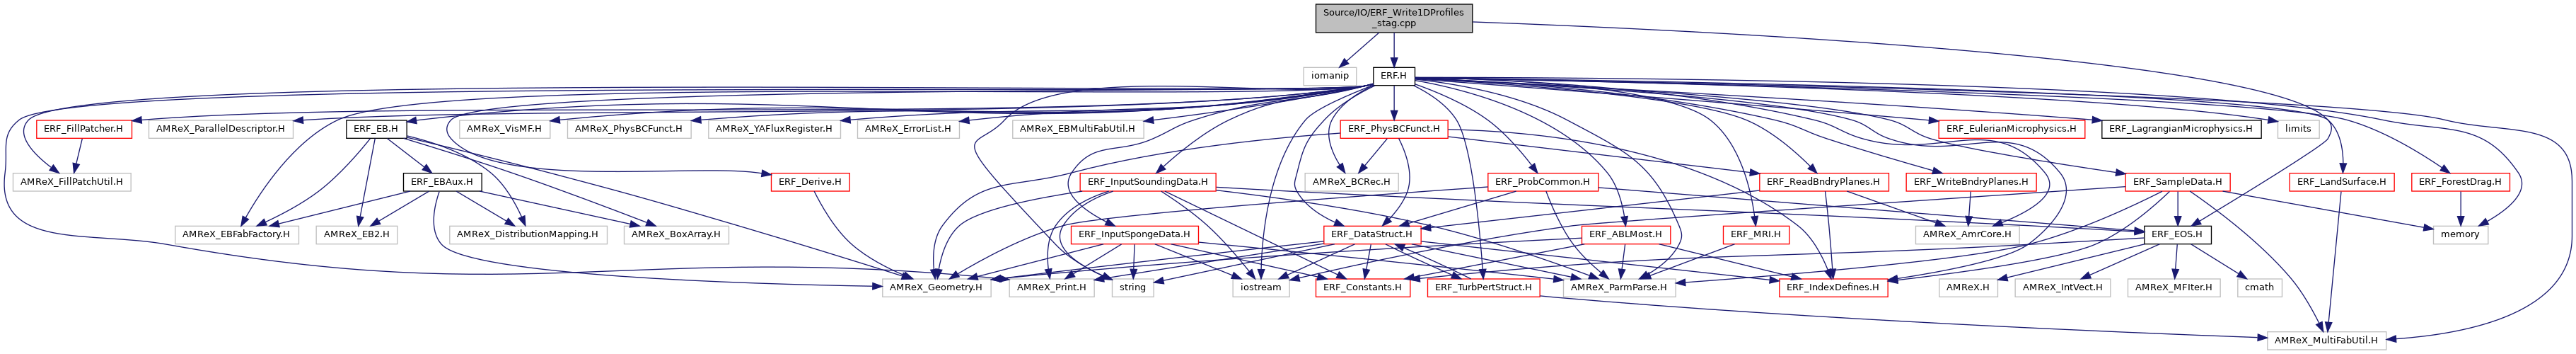 Source/IO/ERF_Write1DProfiles
_stag.cpp
iomanip
ERF.H
ERF_FillPatcher.H
AMReX_ParallelDescriptor.H
ERF_EB.H
AMReX_VisMF.H
AMReX_PhysBCFunct.H
AMReX_YAFluxRegister.H
AMReX_ErrorList.H
AMReX_EBMultiFabUtil.H
ERF_PhysBCFunct.H
ERF_EulerianMicrophysics.H
ERF_LagrangianMicrophysics.H
limits
AMReX_FillPatchUtil.H
ERF_EBAux.H
ERF_Derive.H
ERF_InputSoundingData.H
AMReX_BCRec.H
ERF_ProbCommon.H
ERF_ReadBndryPlanes.H
ERF_WriteBndryPlanes.H
ERF_SampleData.H
ERF_LandSurface.H
ERF_ForestDrag.H
AMReX_EBFabFactory.H
AMReX_EB2.H
AMReX_DistributionMapping.H
AMReX_BoxArray.H
ERF_InputSpongeData.H
ERF_DataStruct.H
ERF_ABLMost.H
ERF_MRI.H
AMReX_AmrCore.H
ERF_EOS.H
memory
AMReX_Geometry.H
AMReX_Print.H
string
iostream
ERF_Constants.H
ERF_TurbPertStruct.H
AMReX_ParmParse.H
ERF_IndexDefines.H
AMReX.H
AMReX_IntVect.H
AMReX_MFIter.H
cmath
AMReX_MultiFabUtil.H